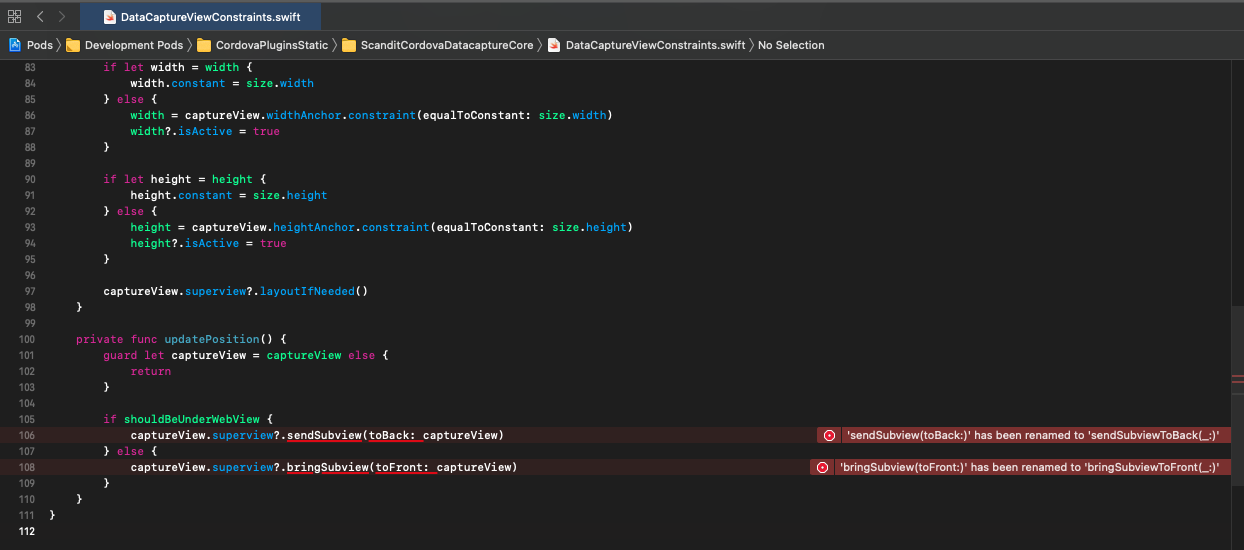 DataCaptureViewConstraints.swift
Pods Development Pods CordovaPluginsStatic ScanditCordovaDatacaptureCore DataCaptureViewConstraints.swift No Selection
83 if let width = width {
84 width.constant = size.width
85 } else {
86 width = captureView.widthAnchor.constraint(equalToConstant: size.width)
87 width?.isActive = true
88 }
89
90 if let height = height {
91 height.constant = size.height
92 } else {
93 height = captureView.heightAnchor.constraint(equalToConstant: size.height)
94 height?.isActive = true
95 }
96
97 captureView.superview?.layoutIfNeeded()
98 }
99
100 private func updatePosition() {
101 guard let captureView = captureView else {
102 return
103 }
104
105 if shouldBeUnderWebView {
106 captureView.superview?.sendSubview(toBack: captureView) 'sendSubview(toBack:)' has been renamed to 'sendSubviewToBack(_:)'
107 } else {
108 captureView.superview?.bringSubview(toFront: captureView) 'bringSubview(toFront:)' has been renamed to 'bringSubviewToFront(_:)'
109 }
110 }
111 }
112